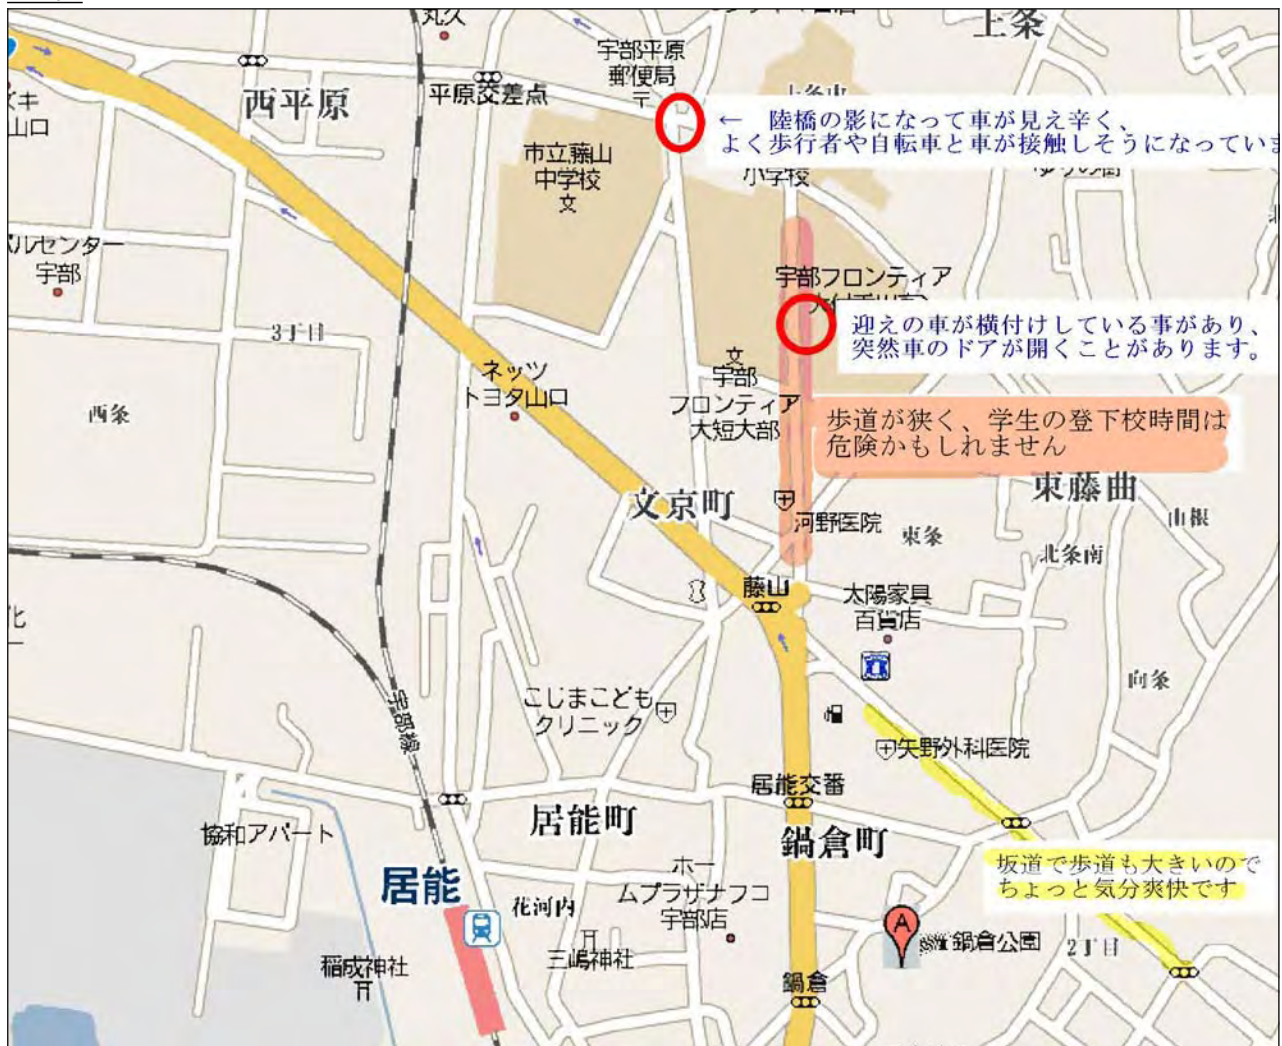 丸久
上条
宇部平原
郵便局
西平原
平原交差点
山口
← 陸橋の影になって車が見え辛く、
よく歩行者や自転車と車が接触しそうになっていま
市立藤山
中学校
小学校
ルセンター
宇部
宇部フロンティア
3丁目
迎えの車が横付けしている事があり、
突然車のドアが開くことがあります。
ネッツ
トヨタ山口
宇部
フロンティア
大短大部
西条
歩道が狭く、学生の登下校時間は
危険かもしれません
文京町
東藤曲
河野医院
東条
山根
北条南
藤山
太陽家具
百貨店
向条
こじまこども
クリニック
宇部線
矢野外科医院
居能交番
居能町
鍋倉町
協和アパート
坂道で歩道も大きいので
ちょっと気分爽快です
居能
花河内
ホー
ムプラザナフコ
宇部店
A
鍋倉公園
2丁目
三嶋神社
稲成神社
鍋倉